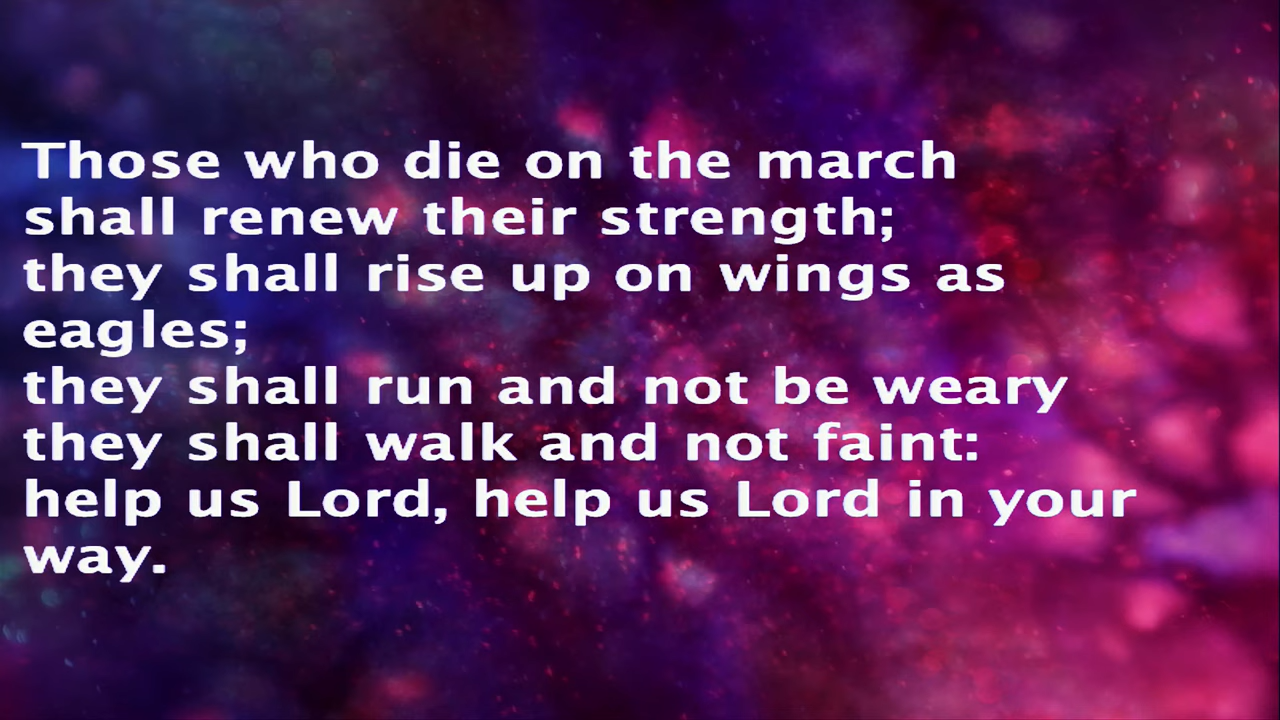 Those who die on the march
shall renew their strength;
they shall rise up on wings as
eagles;
they shall run and not be weary
they shall walk and not faint:
help us Lord, help us Lord in your
way.